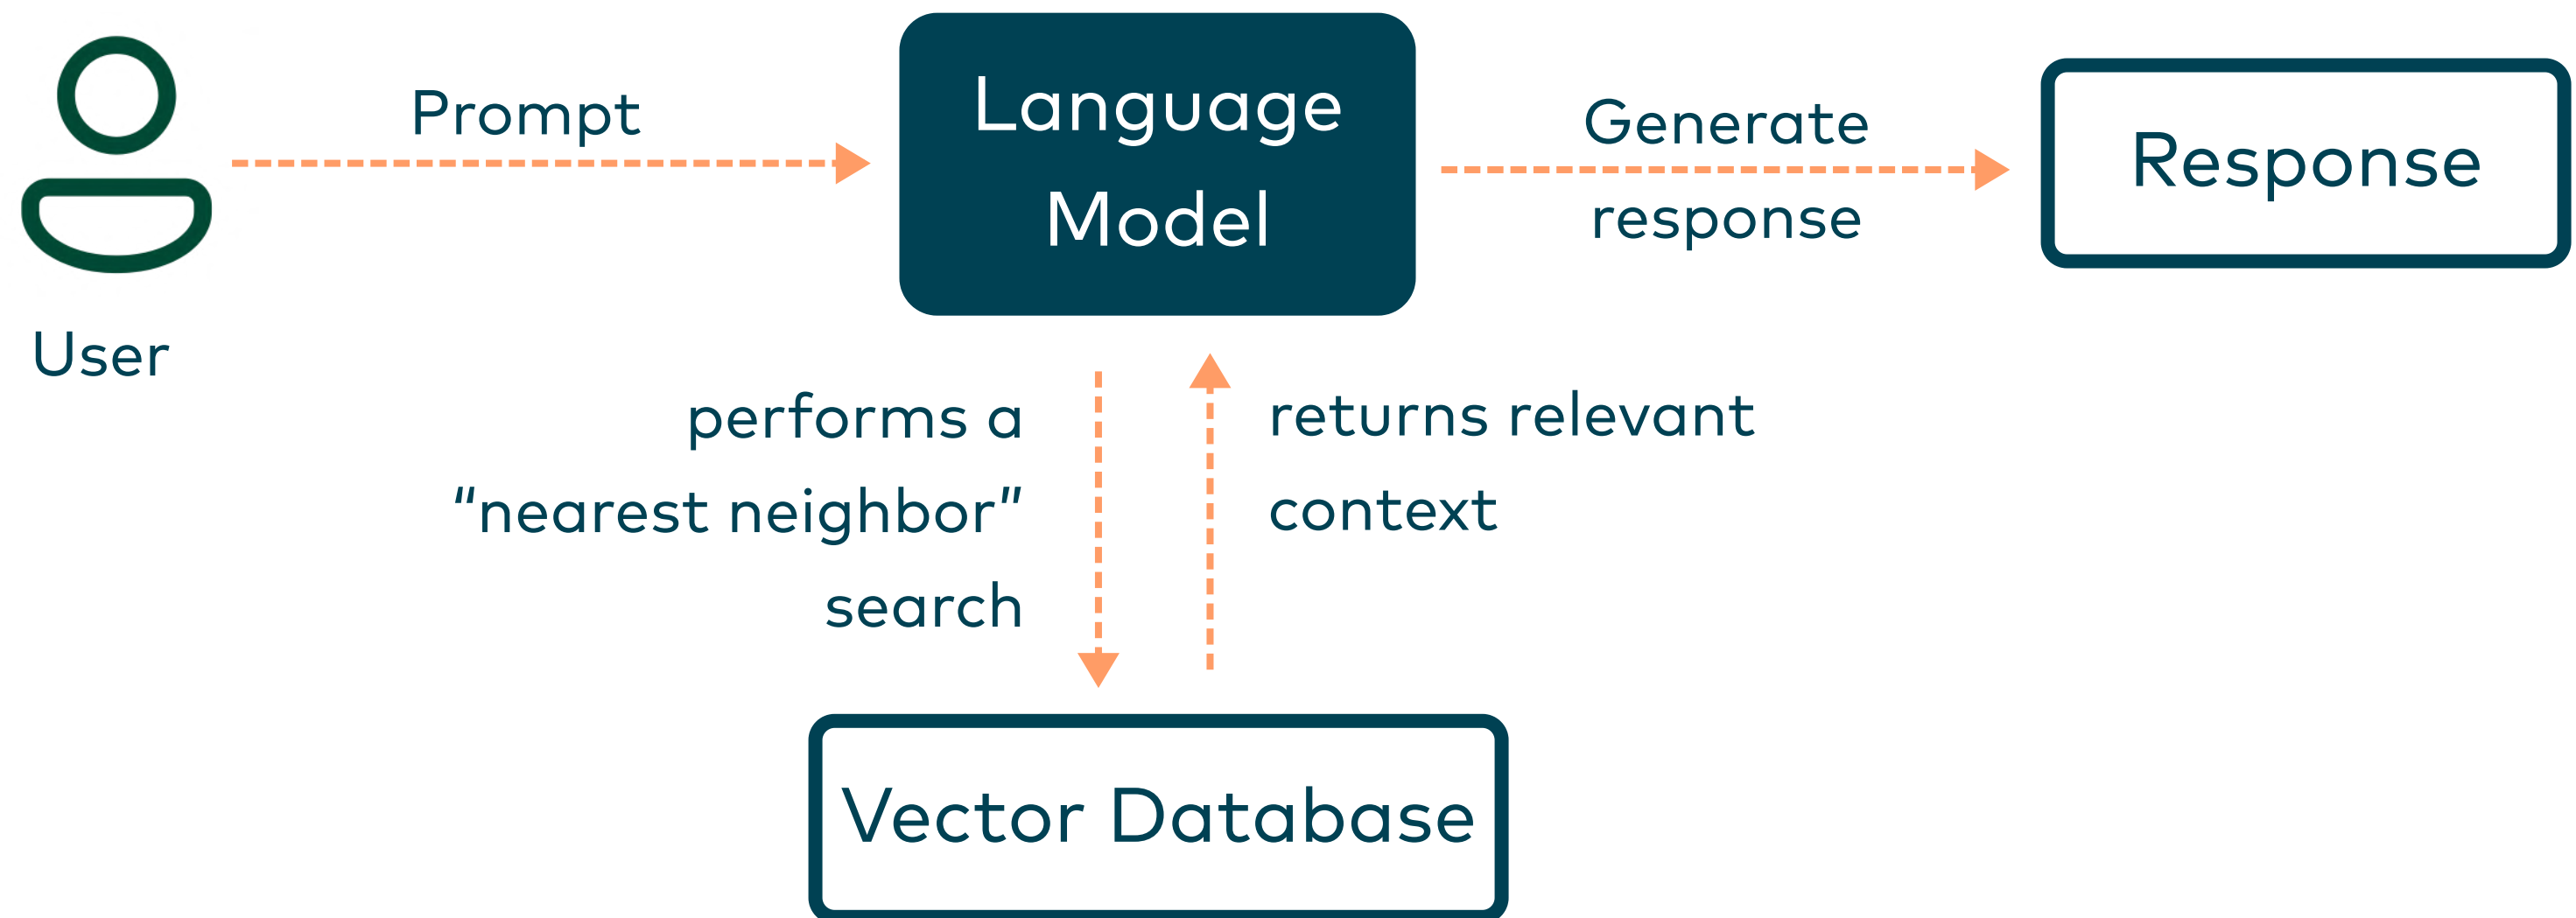 User
Prompt
Language
Model
Generate
response
Response
performs a
“nearest neighbor”
search
returns relevant
context
Vector Database